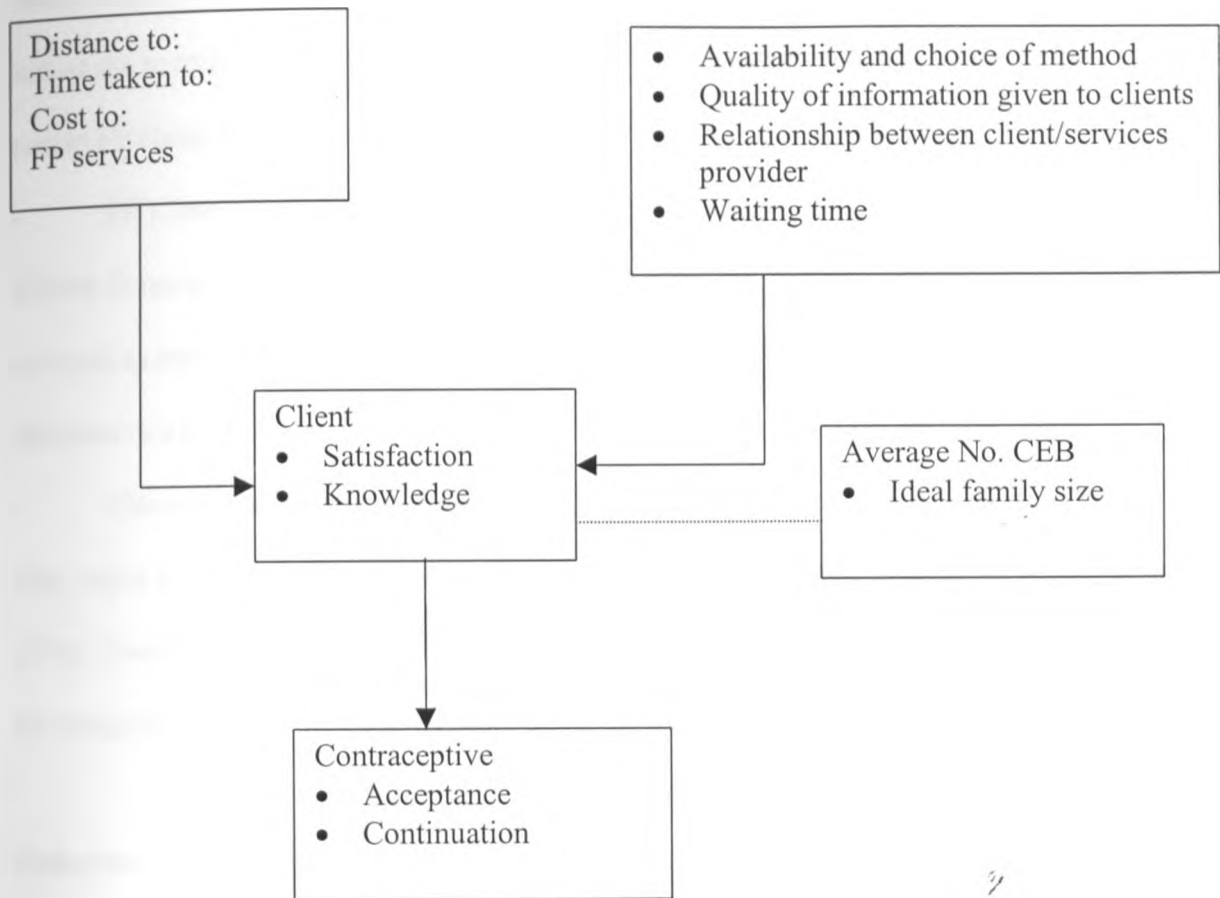 Distance to:
Time taken to:
Cost to:
FP services
• Availability and choice of method
• Quality of information given to clients
• Relationship between client/services
provider
• Waiting time
Client
• Satisfaction
• Knowledge
Average No. CEB
• Ideal family size
Contraceptive
• Acceptance
• Continuation